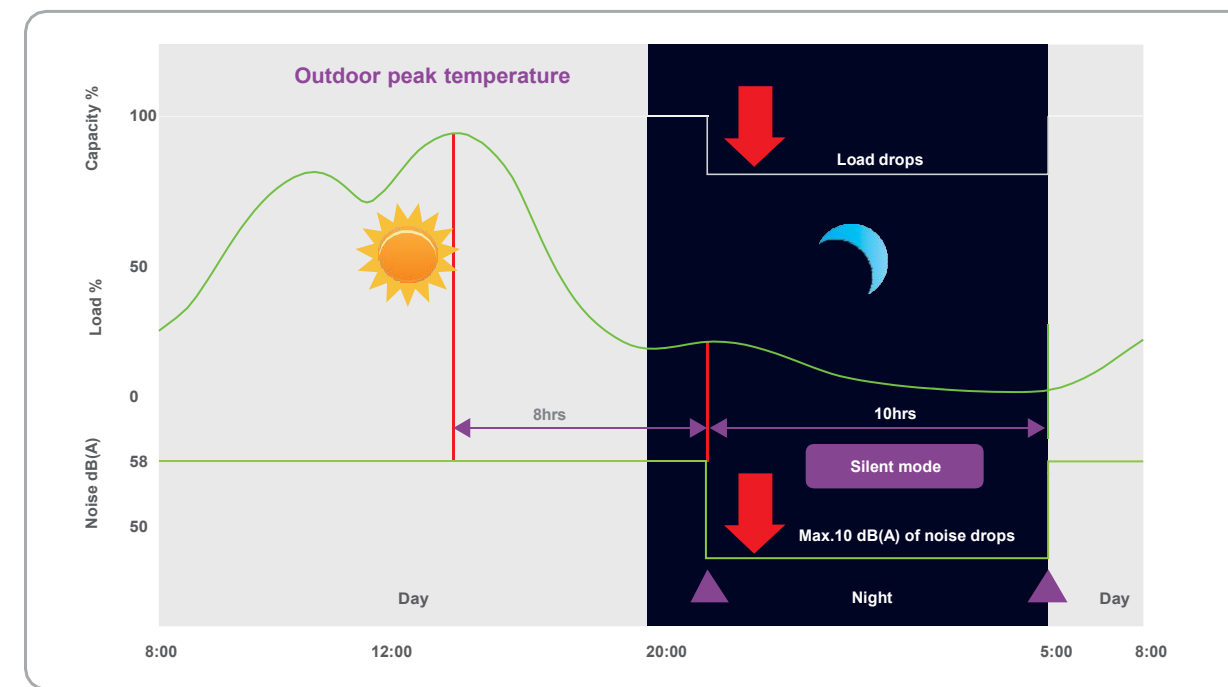 Outdoor peak temperature
Capacity %
100
Load drops
50
Load %
0
8hrs
10hrs
Noise dB(A)
58
Silent mode
50
Max.10 dB(A) of noise drops
Day
Night
Day
8:00
12:00
20:00
5:00
8:00